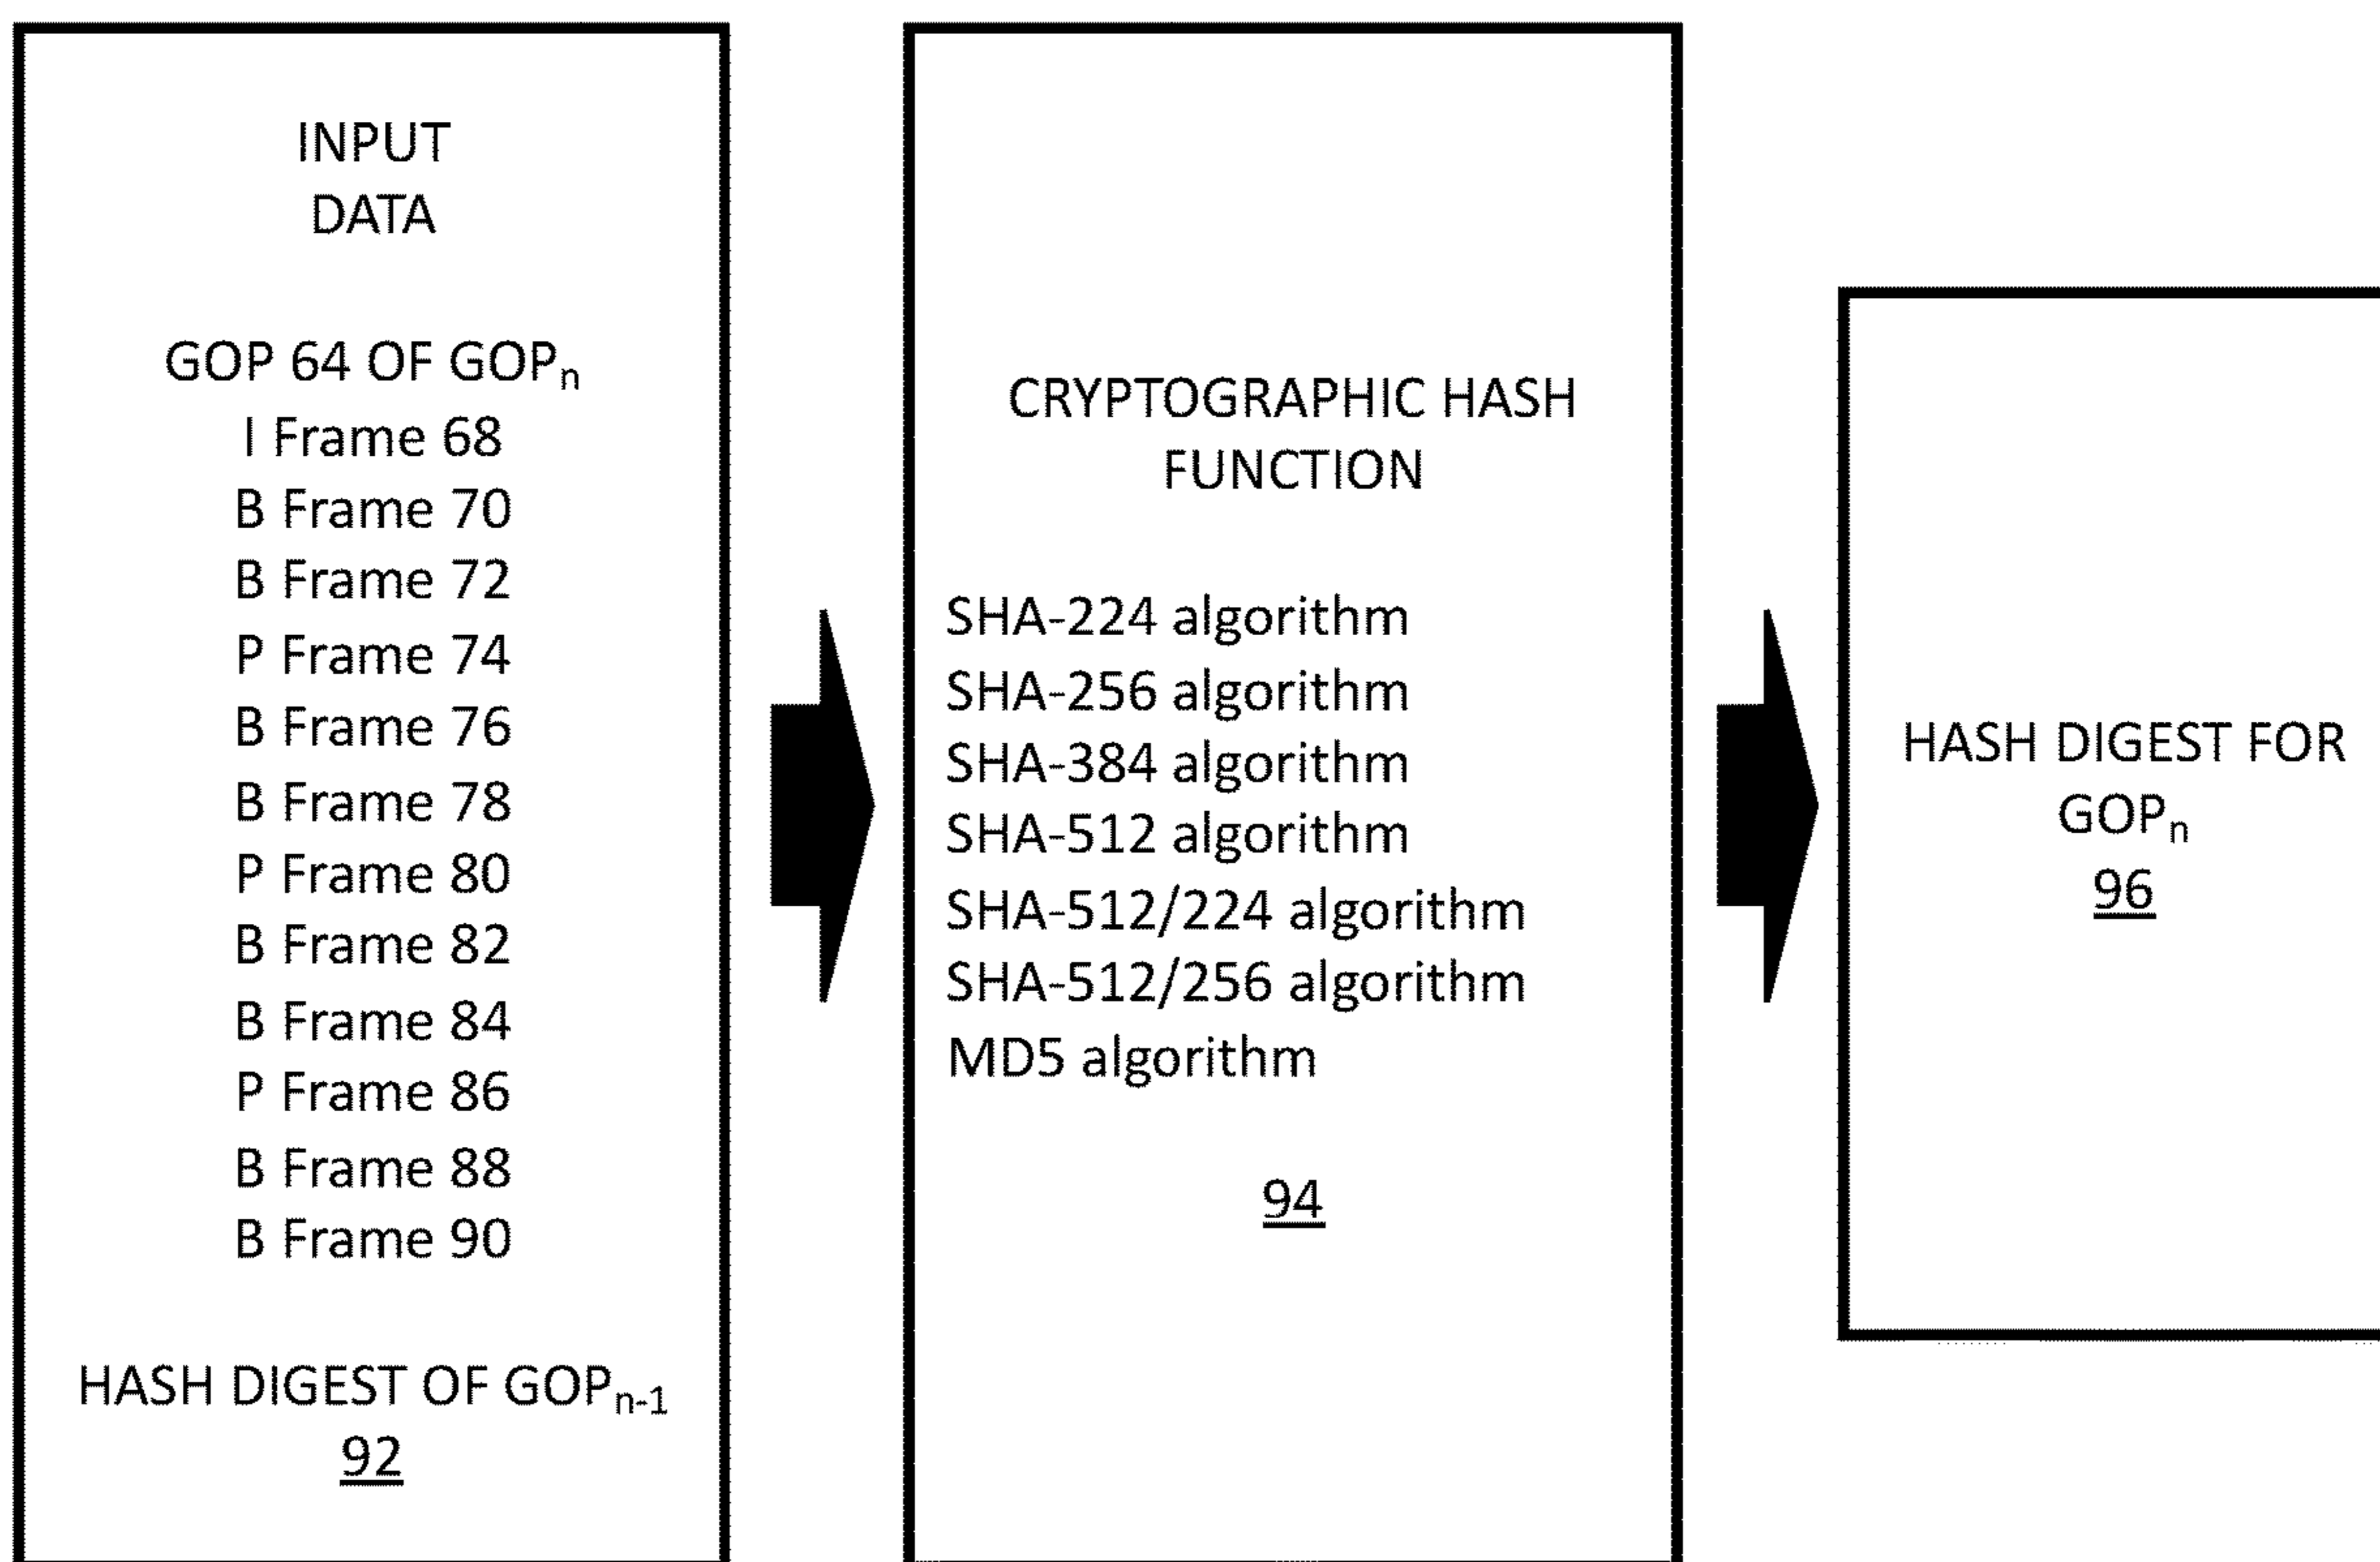 INPUT
DATA
GOP 64 OF GOPₙ
I Frame 68
B Frame 70
B Frame 72
P Frame 74
B Frame 76
B Frame 78
P Frame 80
B Frame 82
B Frame 84
P Frame 86
B Frame 88
B Frame 90
HASH DIGEST OF GOPₙ₋₁
92
CRYPTOGRAPHIC HASH
FUNCTION
SHA-224 algorithm
SHA-256 algorithm
SHA-384 algorithm
SHA-512 algorithm
SHA-512/224 algorithm
SHA-512/256 algorithm
MD5 algorithm
94
HASH DIGEST FOR
GOPₙ
96